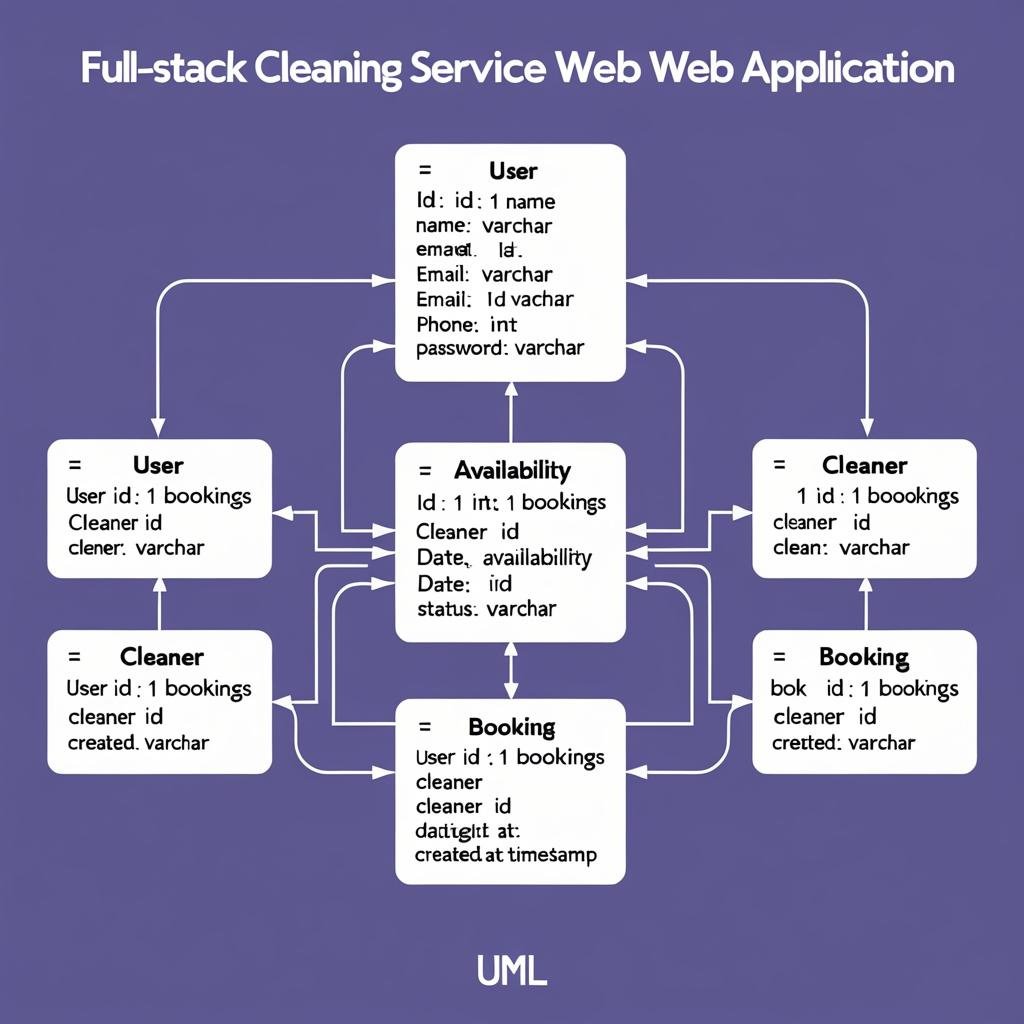 Full-stack Cleaning Service Web Web Appliication
= User
Id: id: 1 name
name: varchar
Id.
Email: varchar
Email: Id vachar
Phone: int
password: varchar
= User
User id : 1 bookings
Cleaner id
clener: varchar
= Availability
Id : 1 int: 1 bookings
Cleaner id
Date., availaibility
Date: iid
status: varchar
= Cleaner
1 id : 1 boookings
cleaner id
clean: varchar
= Cleaner
User id : 1 bookings
cleaner id
created. varchar
= Booking
User id : 1 bookings
cleaner
cleaner id
at:
created at timesamp
= Booking
bok id : 1 bookings
cleaner id
cretted: varchar
UML